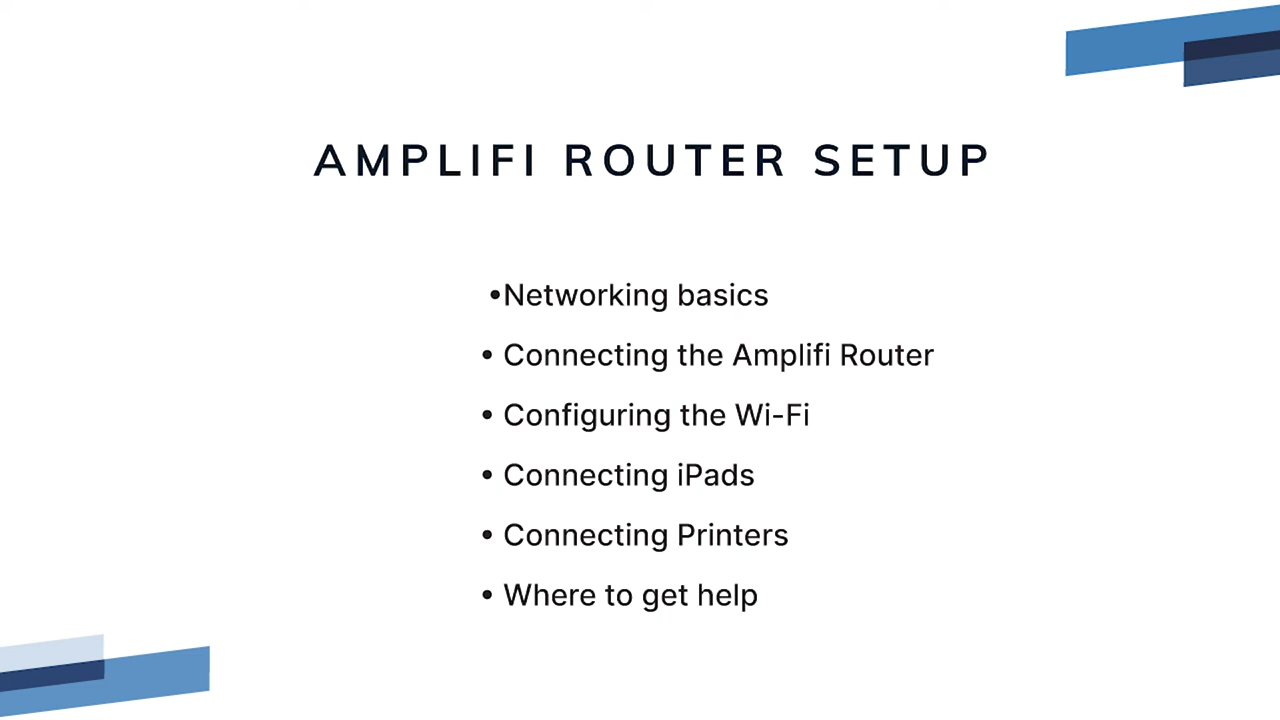 AMPLIFI ROUTER SETUP
•Networking basics
• Connecting the Amplifi Router
• Configuring the Wi-Fi
• Connecting iPads
• Connecting Printers
• Where to get help